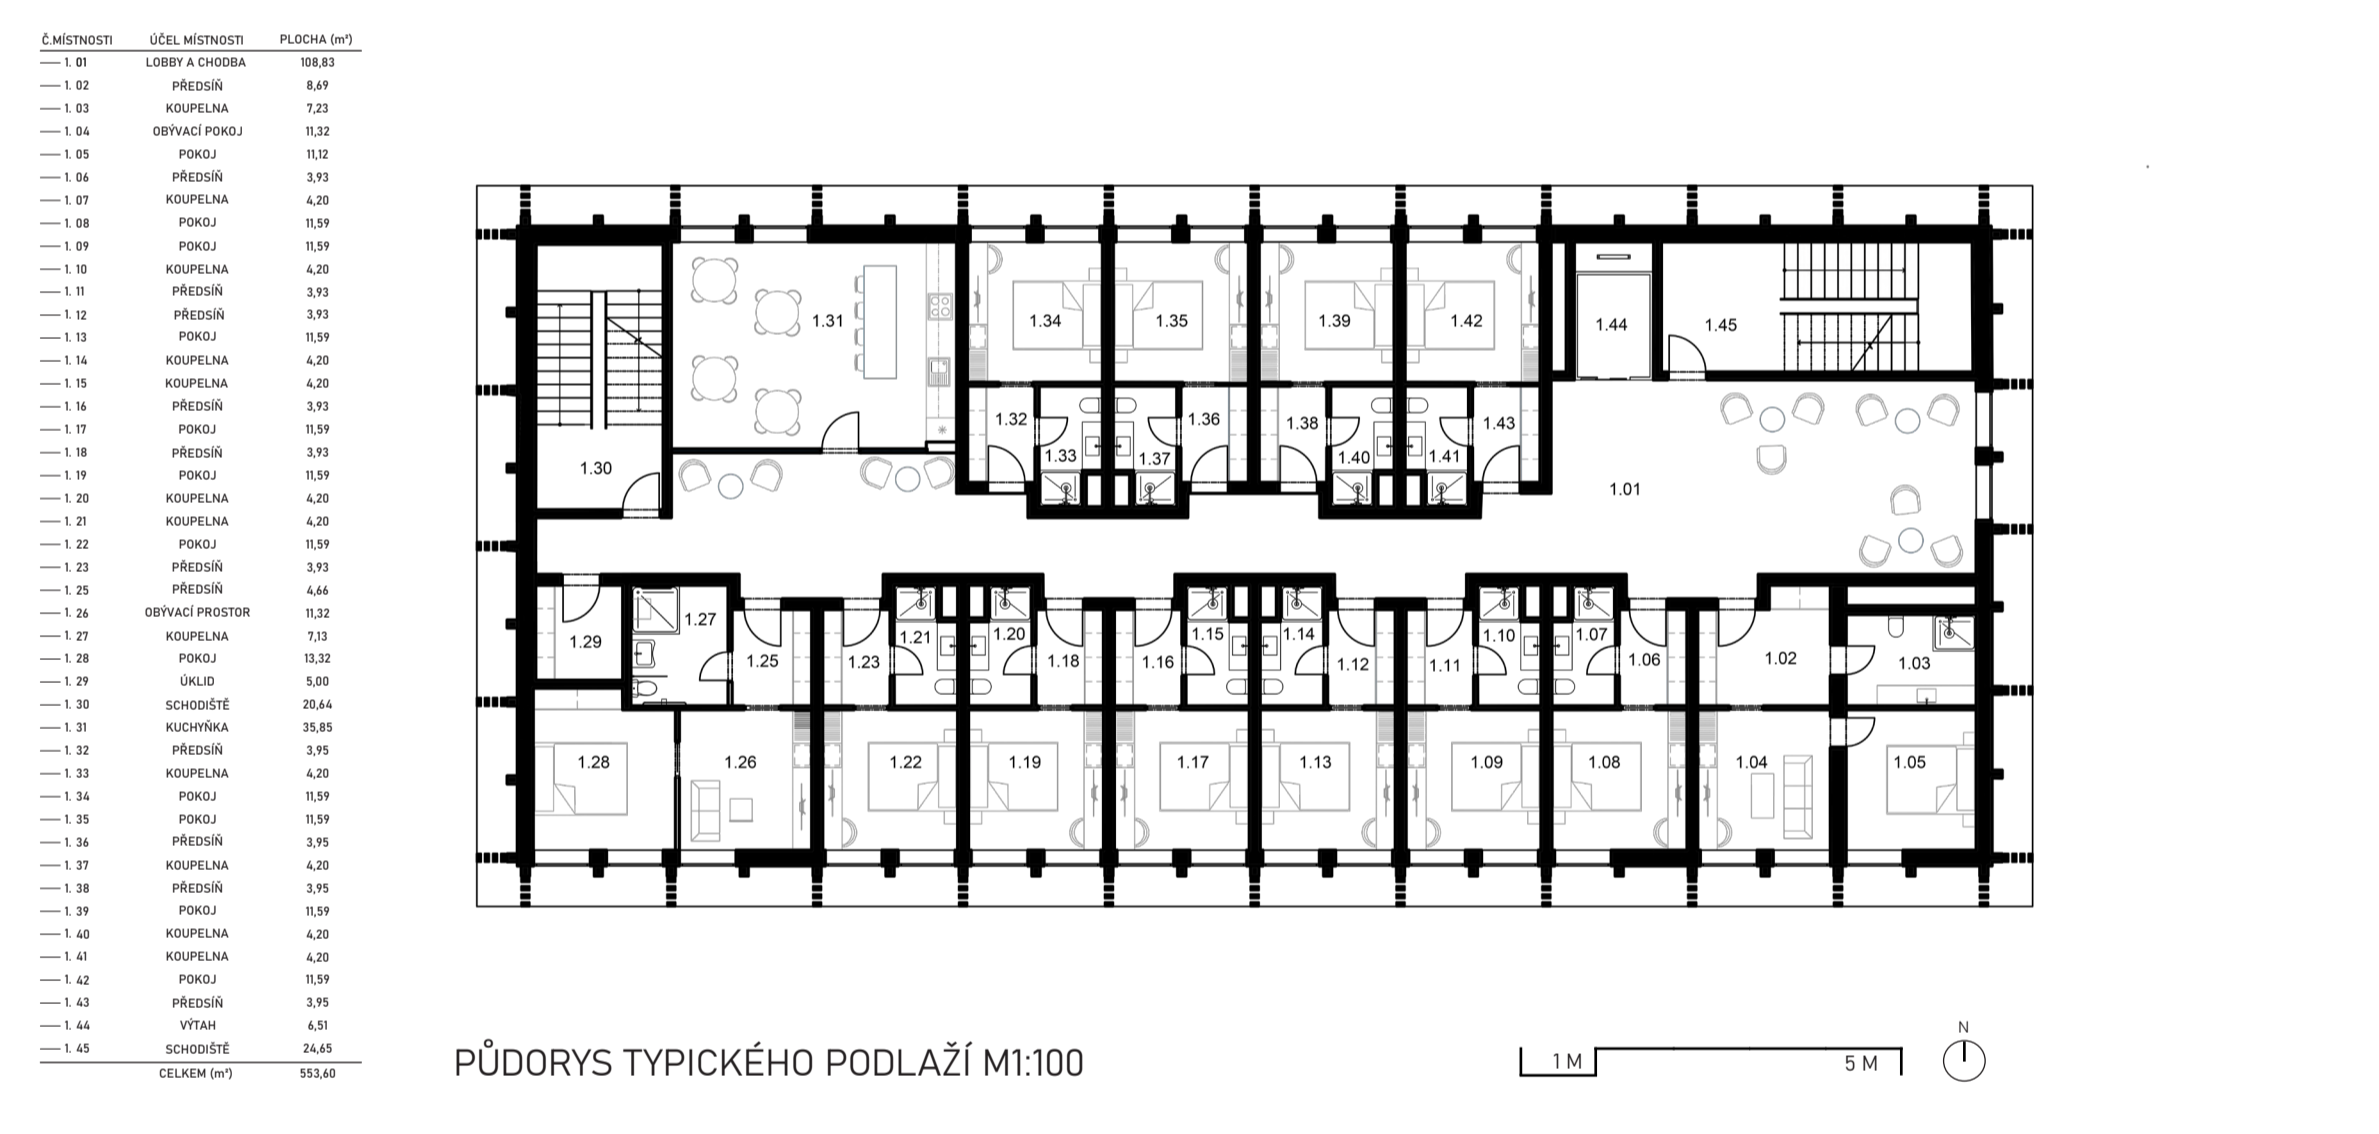 Č.MÍSTNOSTI ÚČEL MÍSTNOSTI PLOCHA (m²)
1. 01 LOBBY A CHODBA 108,83
1. 02 PŘEDSÍŇ 8,69
1. 03 KOUPELNA 7,23
1. 04 OBÝVACÍ POKOJ 11,32
1. 05 POKOJ 11,12
1. 06 PŘEDSÍŇ 3,93
1. 07 KOUPELNA 4,20
1. 08 POKOJ 11,59
1. 09 POKOJ 11,59
1. 10 KOUPELNA 4,20
1. 11 PŘEDSÍŇ 3,93
1. 12 PŘEDSÍŇ 3,93
1. 13 POKOJ 11,59
1. 14 KOUPELNA 4,20
1. 15 KOUPELNA 4,20
1. 16 PŘEDSÍŇ 3,93
1. 17 POKOJ 11,59
1. 18 PŘEDSÍŇ 3,93
1. 19 POKOJ 11,59
1. 20 KOUPELNA 4,20
1. 21 KOUPELNA 4,20
1. 22 POKOJ 11,59
1. 23 PŘEDSÍŇ 3,93
1. 25 PŘEDSÍŇ 4,66
1. 26 OBÝVACÍ PROSTOR 11,32
1. 27 KOUPELNA 7,13
1. 28 POKOJ 13,32
1. 29 ÚKLID 5,00
1. 30 SCHODIŠTĚ 20,64
1. 31 KUCHYŇKA 35,85
1. 32 PŘEDSÍŇ 3,95
1. 33 KOUPELNA 4,20
1. 34 POKOJ 11,59
1. 35 POKOJ 11,59
1. 36 PŘEDSÍŇ 3,95
1. 37 KOUPELNA 4,20
1. 38 PŘEDSÍŇ 3,95
1. 39 POKOJ 11,59
1. 40 KOUPELNA 4,20
1. 41 KOUPELNA 4,20
1. 42 POKOJ 11,59
1. 43 PŘEDSÍŇ 3,95
1. 44 VÝTAH 6,51
1. 45 SCHODIŠTĚ 24,65
CELKEM (m²) 553,60
1.31 1.34 1.35 1.39 1.42 1.44 1.45
1.32 1.36 1.38 1.43
1.30 1.33 1.37 1.40 1.41
1.01
1.29 1.27 1.21 1.20 1.15 1.14 1.10 1.07
1.25 1.23 1.18 1.16 1.12 1.11 1.06 1.02 1.03
1.28 1.26 1.22 1.19 1.17 1.13 1.09 1.08 1.04 1.05
PŮDORYS TYPICKÉHO PODLAŽÍ M1:100
1 M 5 M
N